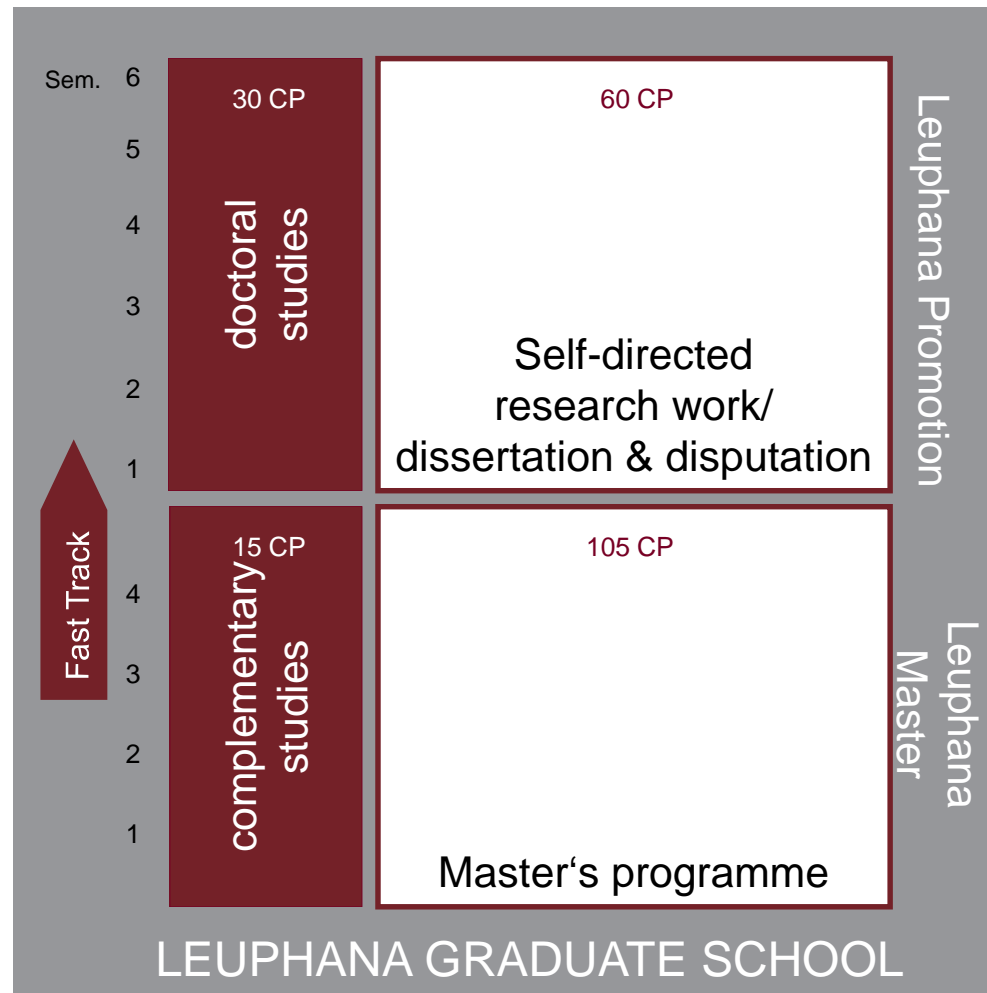 Sem. 6
5
4
3
2
1
30 CP
doctoral
studies
60 CP
Self-directed
research work/
dissertation & disputation
Leuphana Promotion
Fast Track
4
3
2
1
15 CP
complementary
studies
105 CP
Master‘s programme
Leuphana
Master
LEUPHANA GRADUATE SCHOOL